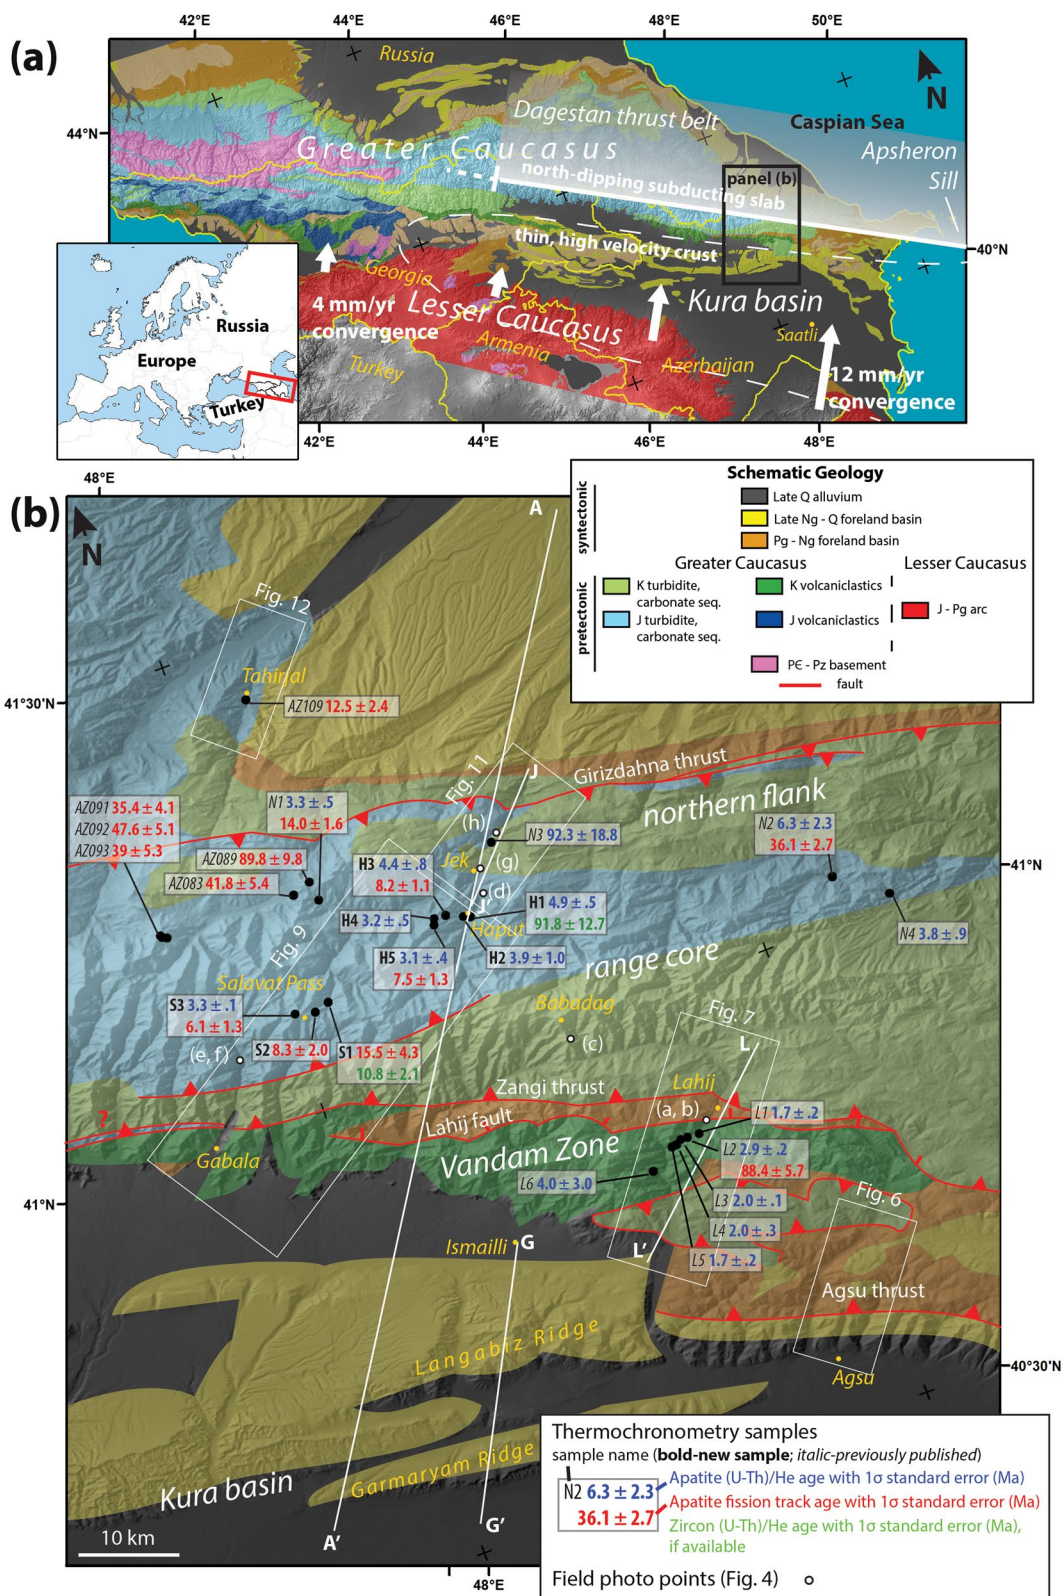 (a)
42°E 44°E 46°E 48°E 50°E
Russia
N
Dagestan thrust belt
Caspian Sea
44°N
Greater Caucasus
Apsheron
Sill
north-dipping subducting slab
panel (b)
40°N
thin, high velocity crust
Georgia
Kura basin
4 mm/yr
convergence
Lesser Caucasus
Saatli
Armenia
Turkey
Azerbaijan
12 mm/yr
convergence
Russia
Europe
Turkey
42°E 44°E 46°E 48°E
Schematic Geology
syntectonic
Late Q alluvium
Late Ng - Q foreland basin
Pg - Ng foreland basin
Greater Caucasus
Lesser Caucasus
pretectonic
K turbidite,
carbonate seq.
K volcaniclastics
J turbidite,
carbonate seq.
J volcaniclastics
J - Pg arc
PЄ - Pz basement
fault
48°E
(b)
N
A
Fig. 12
Tahirjal
41°30'N
AZ109 12.5 ± 2.4
Girizdahna thrust
Fig. 11
J
northern flank
AZ091 35.4 ± 4.1
AZ092 47.6 ± 5.1
AZ093 39 ± 5.3
N1 3.3 ± .5
14.0 ± 1.6
(h)
N3 92.3 ± 18.8
N2 6.3 ± 2.3
36.1 ± 2.7
AZ089 89.8 ± 9.8
AZ083 41.8 ± 5.4
H3 4.4 ± .8
8.2 ± 1.1
Jek
(g)
(d)
J'
41°N
H4 3.2 ± .5
H1 4.9 ± .5
91.8 ± 12.7
Haput
H5 3.1 ± .4
7.5 ± 1.3
H2 3.9 ± 1.0
N4 3.8 ± .9
Fig. 9
range core
Salavat Pass
S3 3.3 ± .1
6.1 ± 1.3
Babadag
Fig. 7
(c)
S2 8.3 ± 2.0
S1 15.5 ± 4.3
10.8 ± 2.1
(e, f)
L
Lahij
Zangi thrust
(a, b)
L1 1.7 ± .2
?
Lahij fault
Gabala
Vandam Zone
L2 2.9 ± .2
88.4 ± 5.7
L6 4.0 ± 3.0
L3 2.0 ± .1
Fig. 6
41°N
L4 2.0 ± .3
Ismailli
G
L'
L5 1.7 ± .2
Agsu thrust
Langabiz Ridge
40°30'N
Agsu
Kura basin
Garmaryam Ridge
G'
A'
10 km
48°E
Thermochronometry samples
sample name (bold-new sample; italic-previously published)
N2 6.3 ± 2.3
36.1 ± 2.7
Apatite (U-Th)/He age with 1σ standard error (Ma)
Apatite fission track age with 1σ standard error (Ma)
Zircon (U-Th)/He age with 1σ standard error (Ma),
if available
Field photo points (Fig. 4)